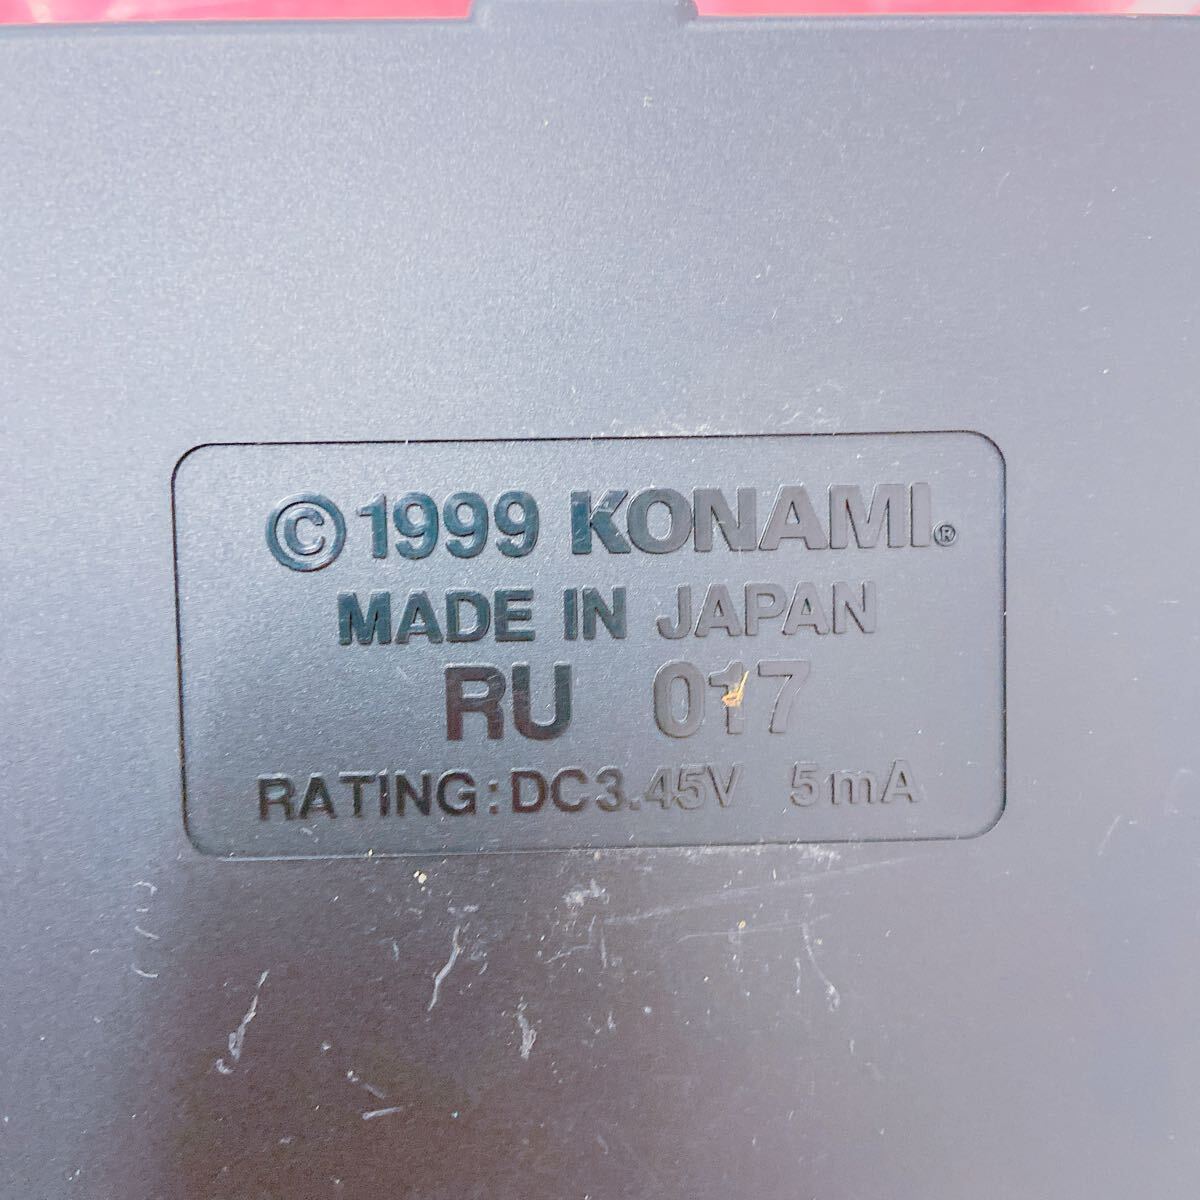 ©1999 KONAMI®
MADE IN JAPAN
RU 017
RATING:DC3.45V 5mA